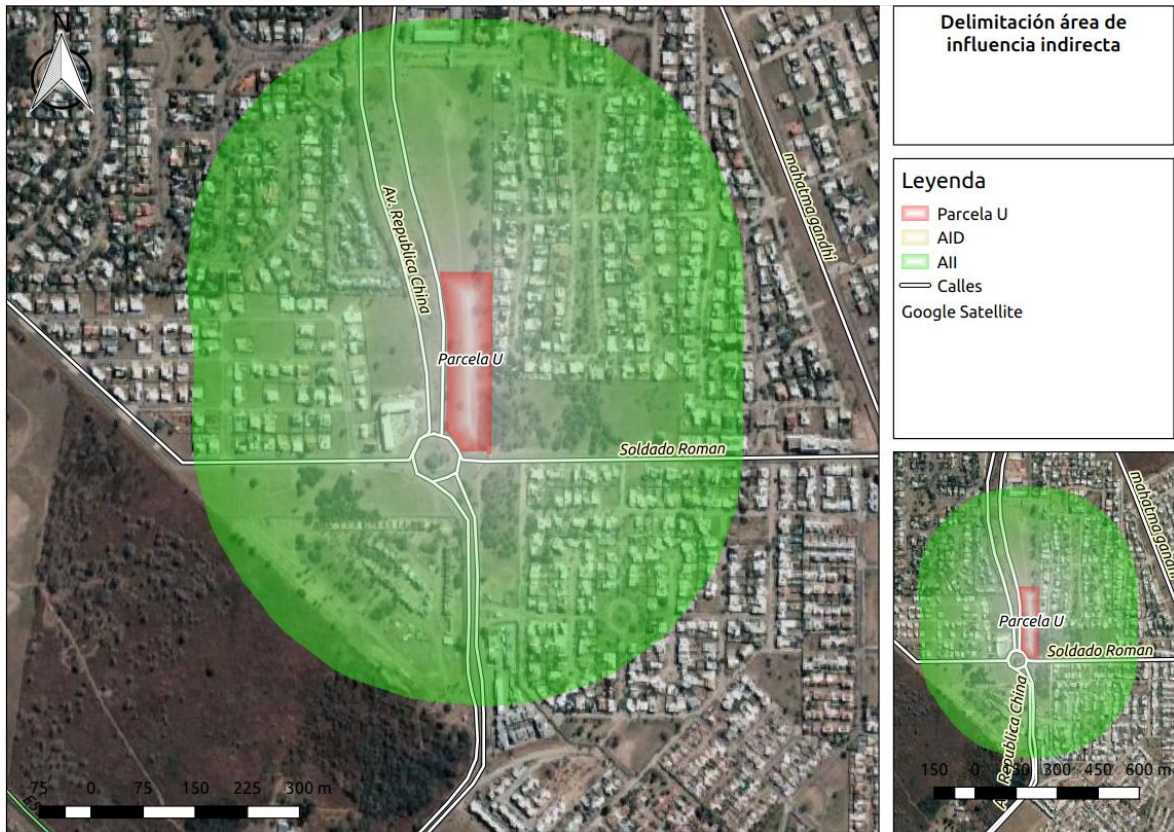 N
Av. Republica China
mahatma gandhi
Parcela U
Soldado Roman
75 0 75 150 225 300 m
Delimitación área de
influencia indirecta
Leyenda
Parcela U
AID
AII
Calles
Google Satellite
mahatma gandhi
Parcela U
Soldado Roman
Av. Republica China
150 0 150 300 450 600 m